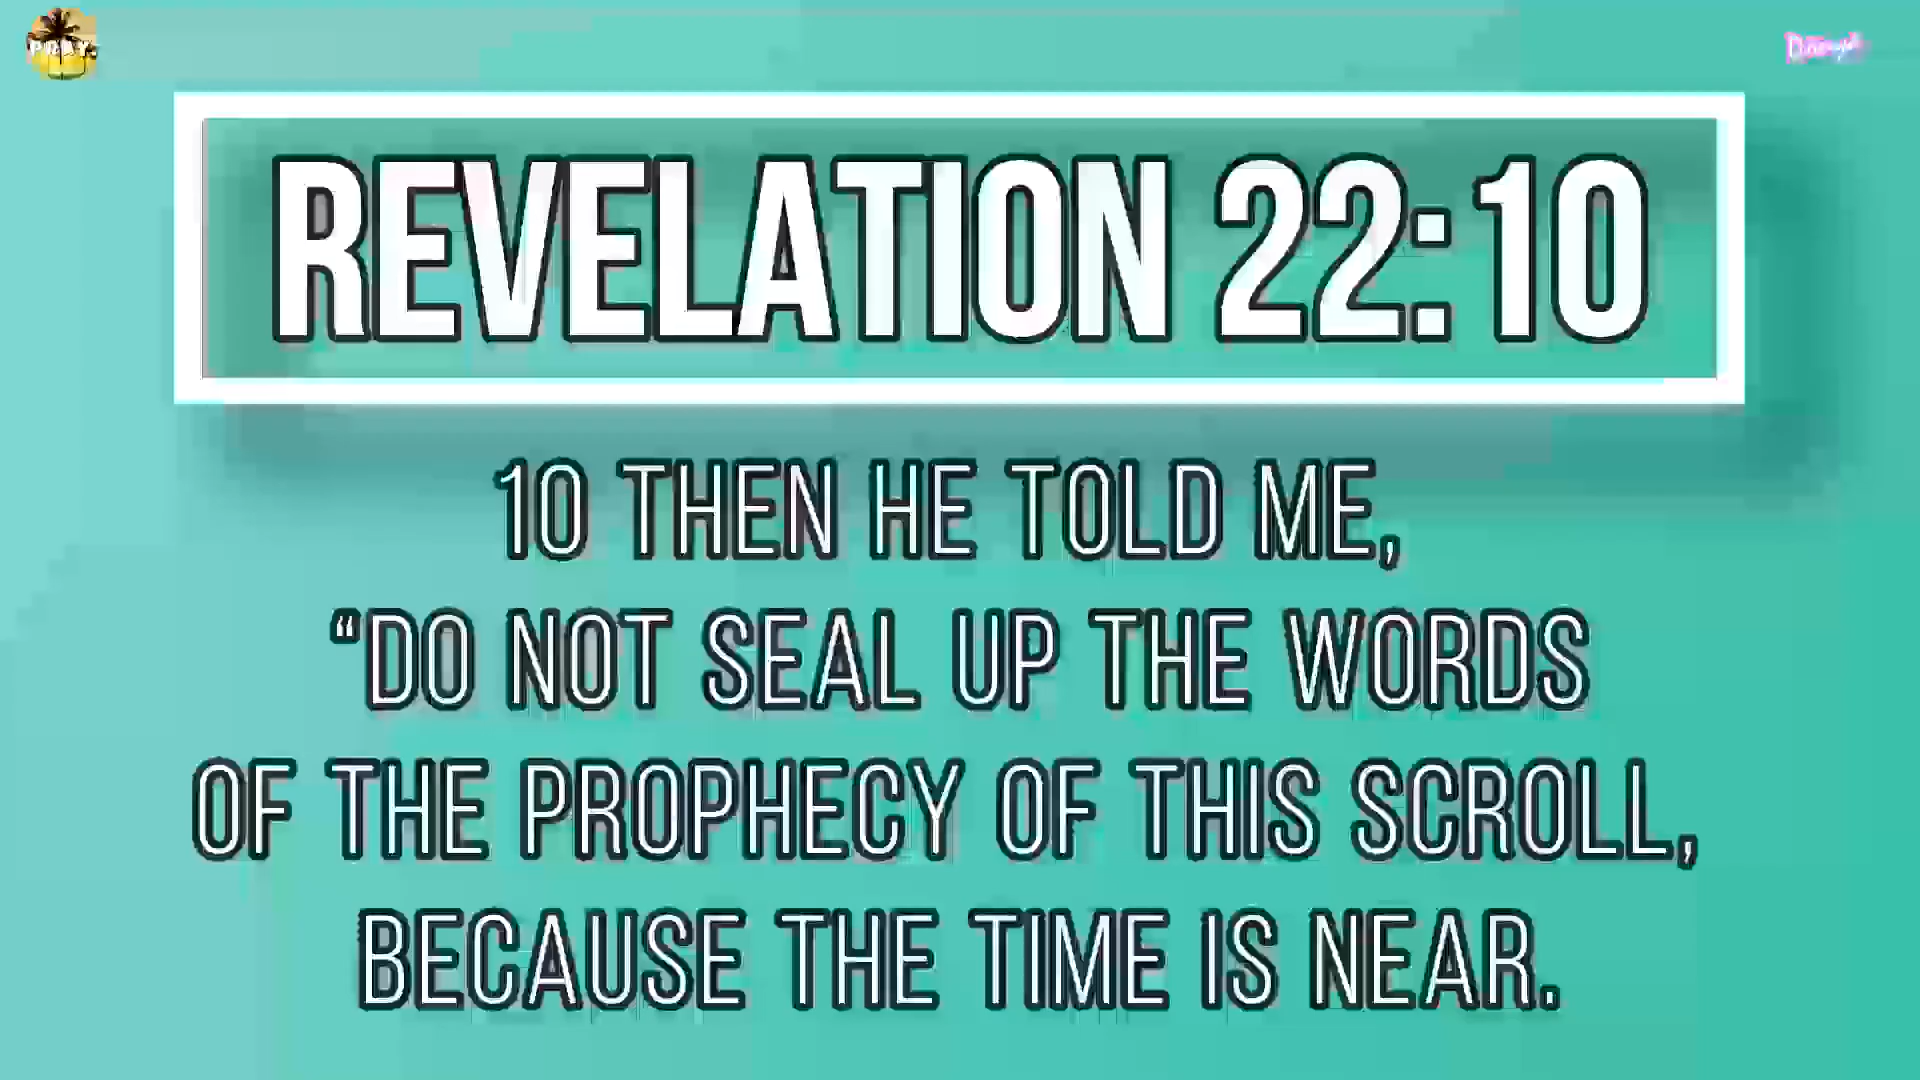 PRAY.
REVELATION 22:10
10 THEN HE TOLD ME,
“DO NOT SEAL UP THE WORDS
OF THE PROPHECY OF THIS SCROLL,
BECAUSE THE TIME IS NEAR.